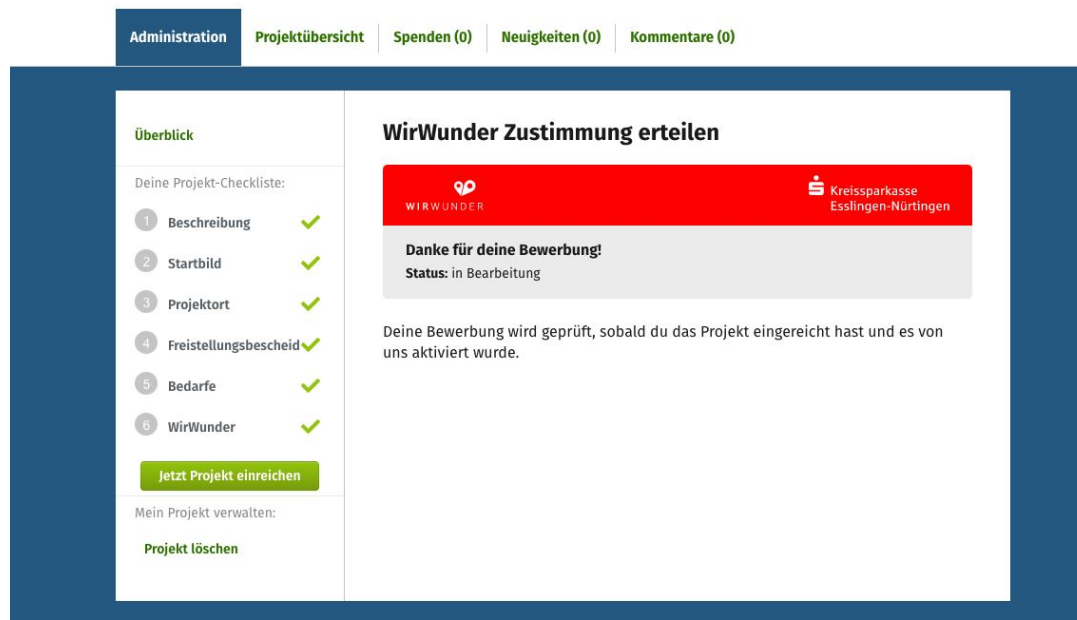 Administration
Projektübersicht
Spenden (0)
Neuigkeiten (0)
Kommentare (0)
Überblick
Deine Projekt-Checkliste:
1 Beschreibung
2 Startbild
3 Projektort
4 Freistellungsbescheid
5 Bedarfe
6 WirWunder
Jetzt Projekt einreichen
Mein Projekt verwalten:
Projekt löschen
WirWunder Zustimmung erteilen
WIRWUNDER
Kreissparkasse
Esslingen-Nürtingen
Danke für deine Bewerbung!
Status: in Bearbeitung
Deine Bewerbung wird geprüft, sobald du das Projekt eingereicht hast und es von
uns aktiviert wurde.